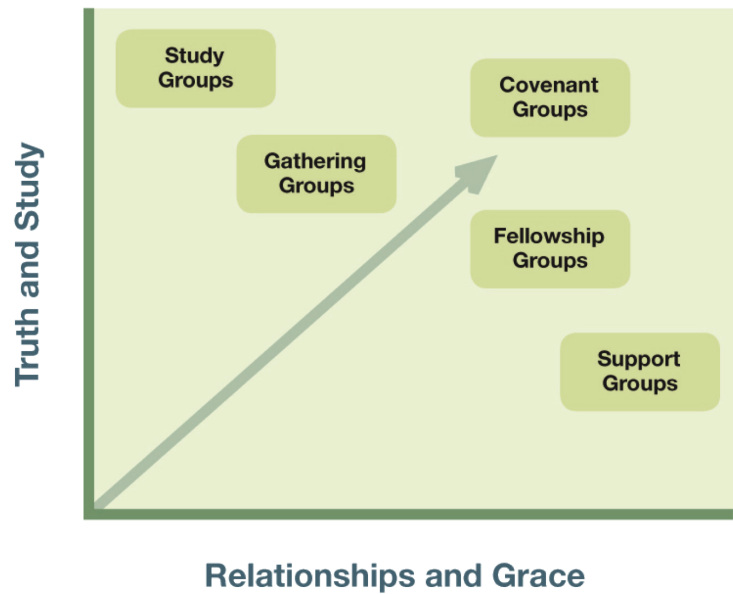 Study
Groups
Covenant
Groups
Gathering
Groups
Fellowship
Groups
Support
Groups
Truth and Study
Relationships and Grace